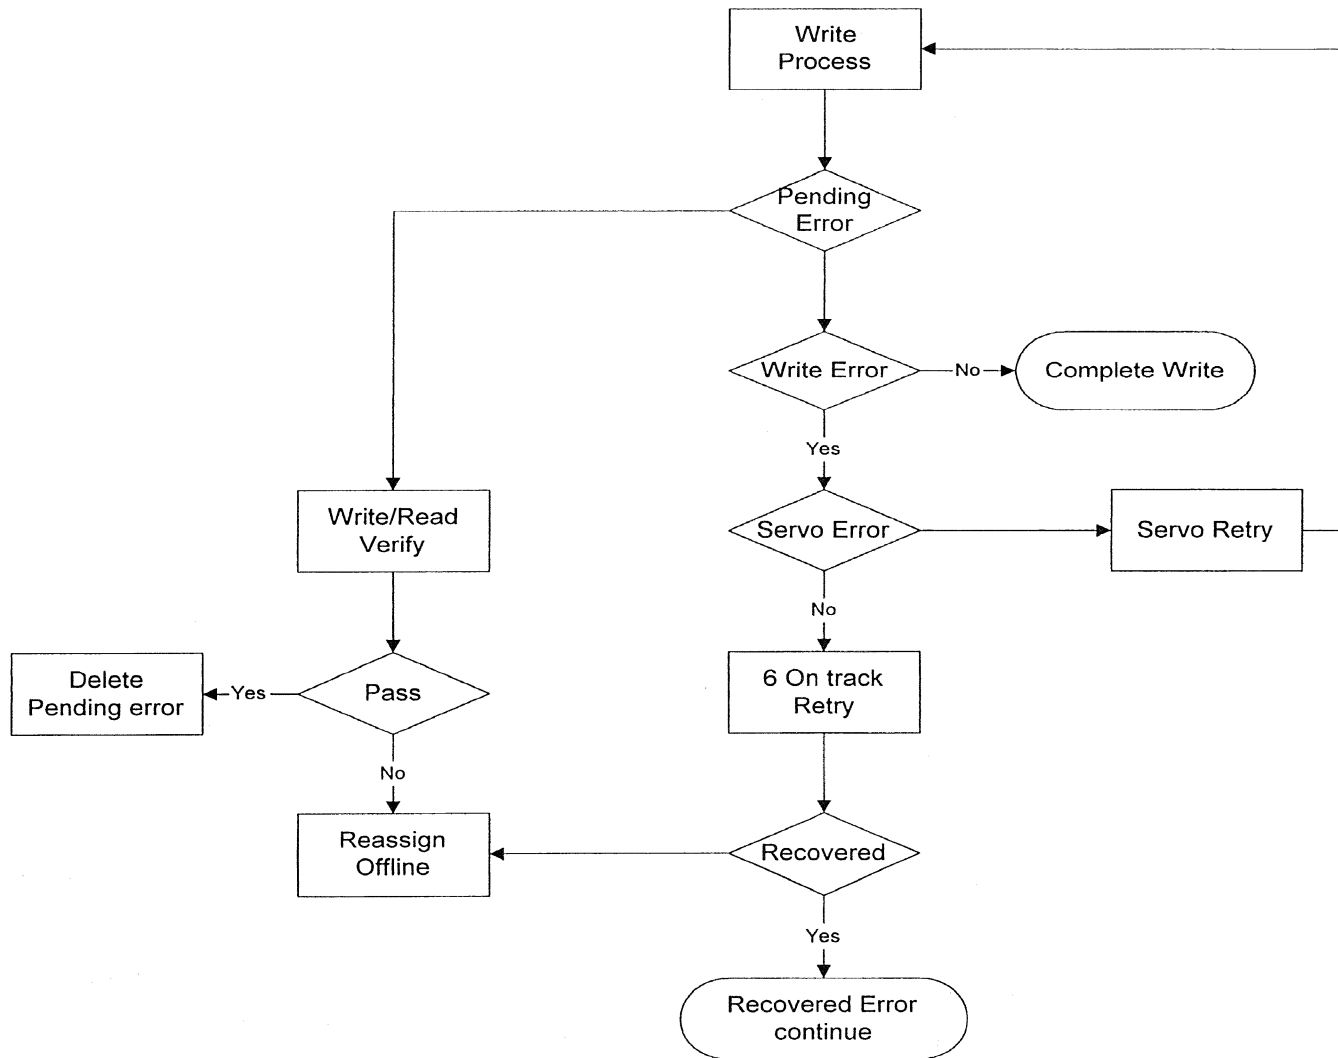 Write
Process
Pending
Error
Write Error
No
Complete Write
Yes
Write/Read
Verify
Servo Error
Servo Retry
No
Delete
Pending error
Yes
Pass
6 On track
Retry
No
Reassign
Offline
Recovered
Yes
Recovered Error
continue